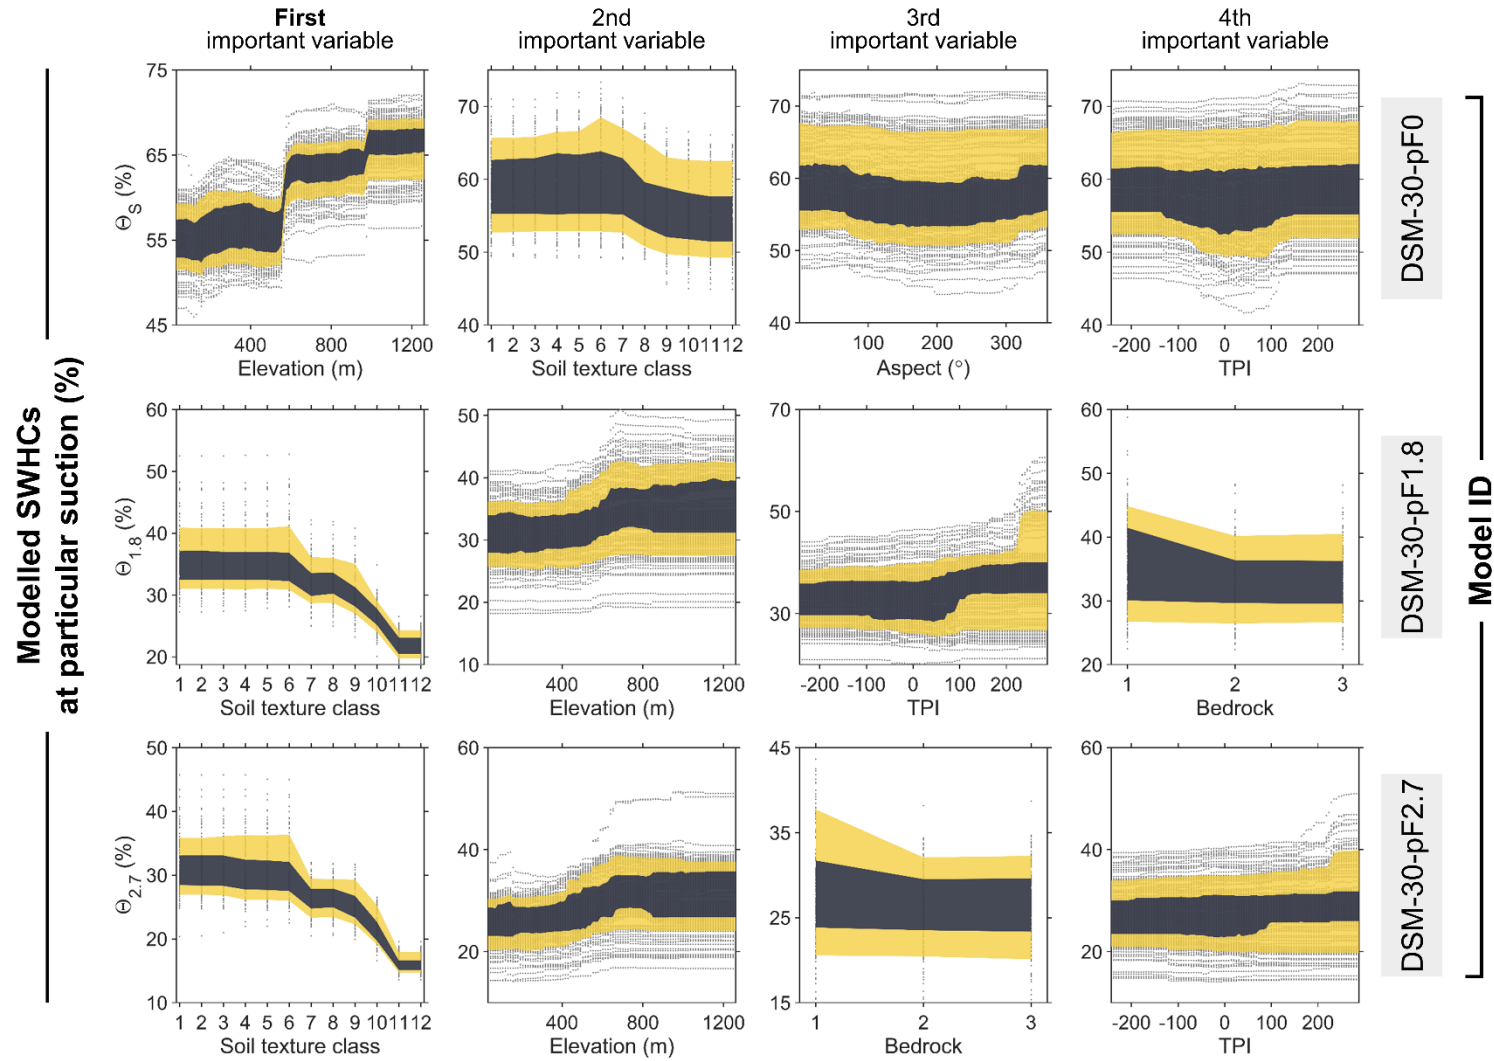 First
important variable
2nd
important variable
3rd
important variable
4th
important variable
Modelled SWHCs
at particular suction (%)
Model ID
75
65
55
45
ΘS (%)
400
800
1200
Elevation (m)
70
60
50
40
1 2 3 4 5 6 7 8 9 10 11 12
Soil texture class
70
60
50
40
100
200
300
Aspect (°)
70
60
50
40
-200 -100 0 100 200
TPI
DSM-30-pF0
60
50
40
30
20
Θ1.8 (%)
1 2 3 4 5 6 7 8 9 10 11 12
Soil texture class
50
40
30
20
10
400
800
1200
Elevation (m)
70
50
30
-200 -100 0 100 200
TPI
60
50
40
30
20
1 2 3
Bedrock
DSM-30-pF1.8
50
40
30
20
10
Θ2.7 (%)
1 2 3 4 5 6 7 8 9 10 11 12
Soil texture class
60
40
20
400
800
1200
Elevation (m)
45
35
25
15
1 2 3
Bedrock
60
40
20
-200 -100 0 100 200
TPI
DSM-30-pF2.7